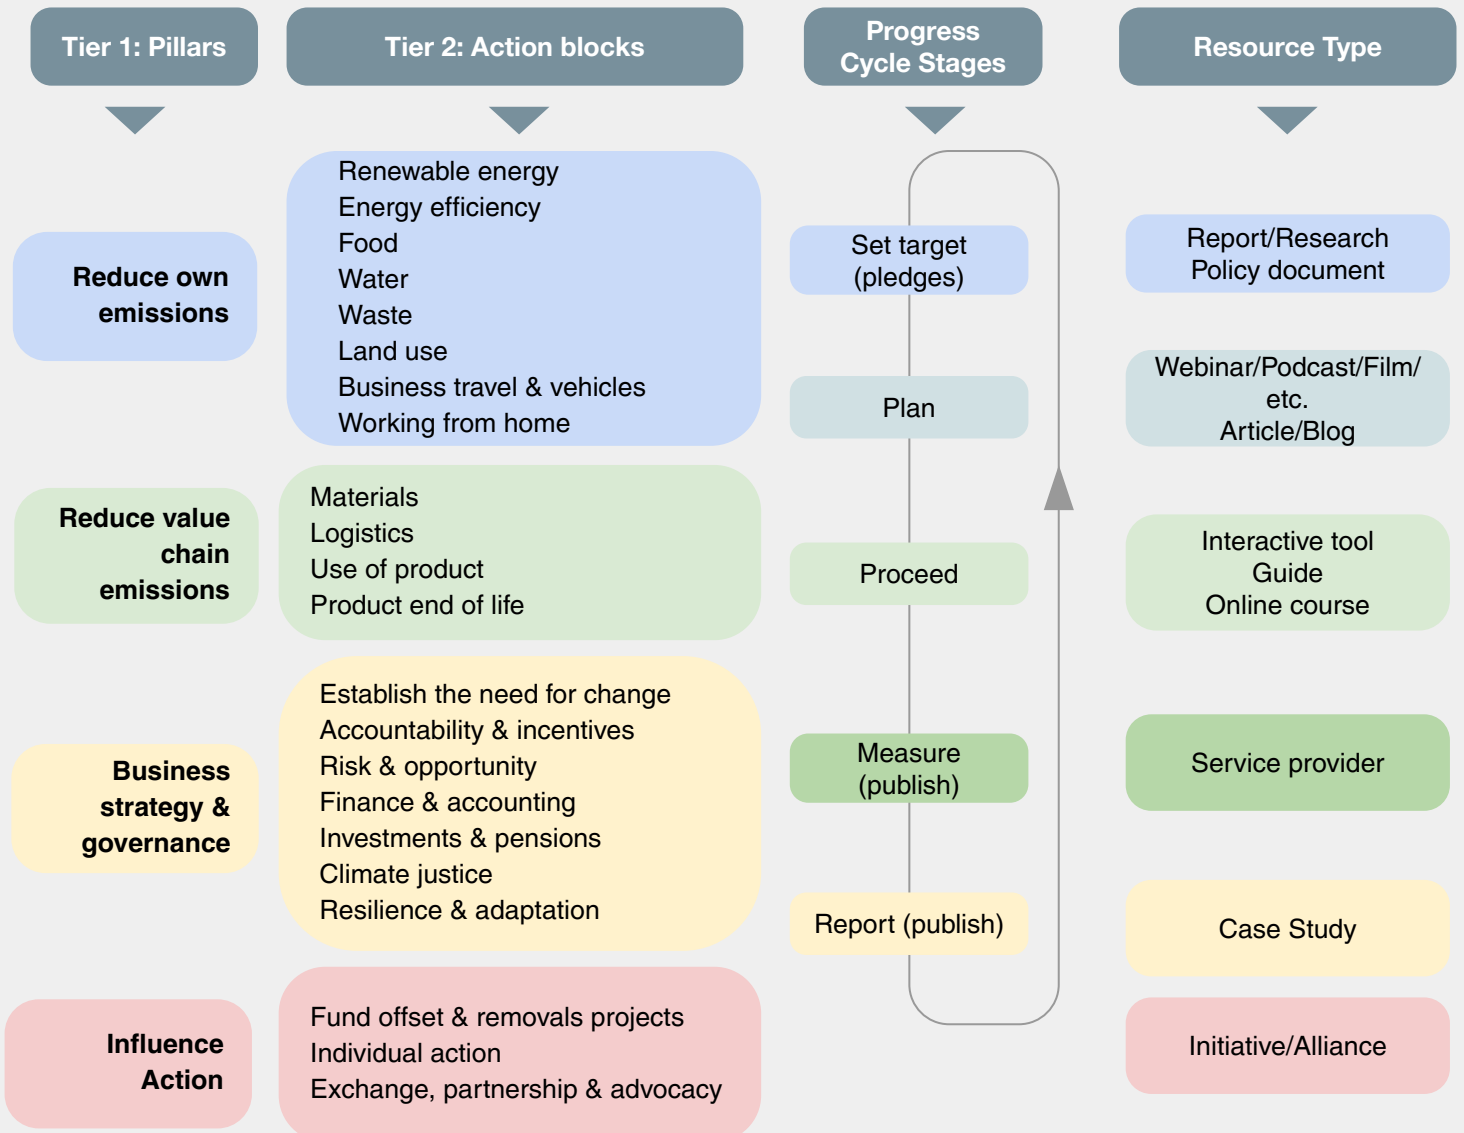 Tier 1: Pillars
Tier 2: Action blocks
Progress
Cycle Stages
Resource Type
Reduce own
emissions
Renewable energy
Energy efficiency
Food
Water
Waste
Land use
Business travel & vehicles
Working from home
Reduce value
chain
emissions
Materials
Logistics
Use of product
Product end of life
Business
strategy &
governance
Establish the need for change
Accountability & incentives
Risk & opportunity
Finance & accounting
Investments & pensions
Climate justice
Resilience & adaptation
Influence
Action
Fund offset & removals projects
Individual action
Exchange, partnership & advocacy
Set target
(pledges)
Plan
Proceed
Measure
(publish)
Report (publish)
Report/Research
Policy document
Webinar/Podcast/Film/
etc.
Article/Blog
Interactive tool
Guide
Online course
Service provider
Case Study
Initiative/Alliance